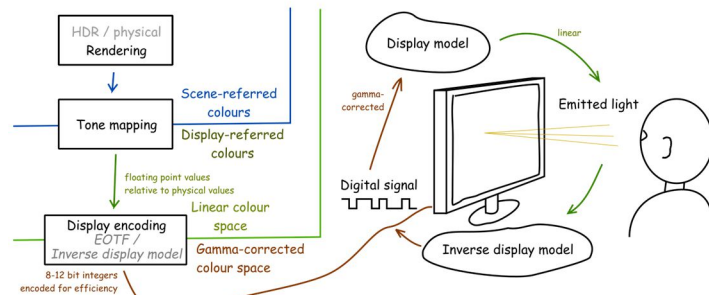 HDR / physical
Rendering
Scene-referred
colours
Tone mapping
Display-referred
colours
floating point values
relative to physical values
Linear colour
space
Display encoding
EOTF /
Inverse display model
Gamma-corrected
colour space
8-12 bit integers
encoded for efficiency
Display model
linear
gamma-
corrected
Emitted light
Digital signal
Inverse display model